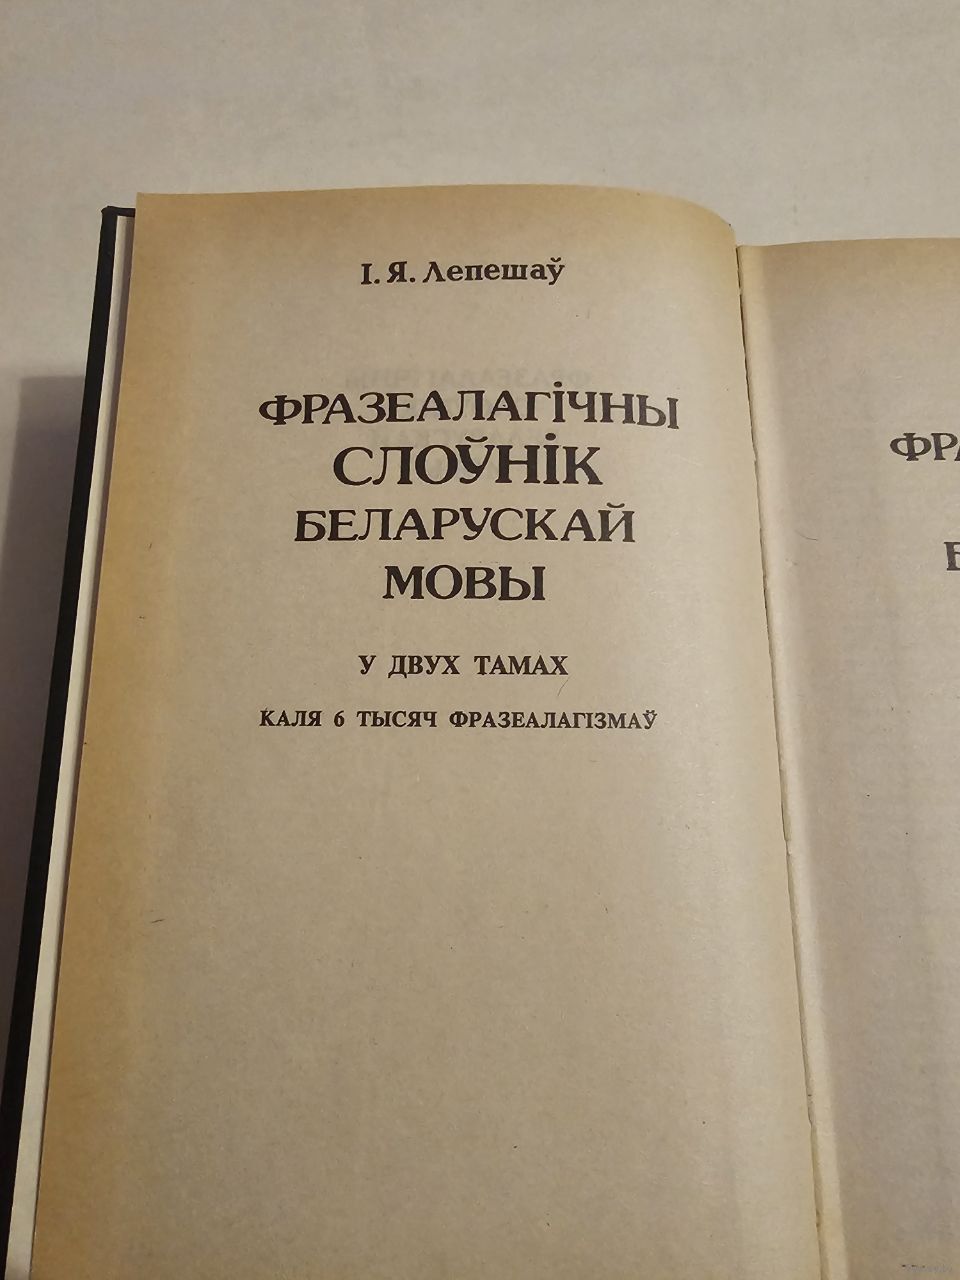 І. Я. Лепешаў
ФРАЗЕАЛАГІЧНЫ
СЛОЎНІК
БЕЛАРУСКАЙ
МОВЫ
У ДВУХ ТАМАХ
КАЛЯ 6 ТЫСЯЧ ФРАЗЕАЛАГІЗМАЎ